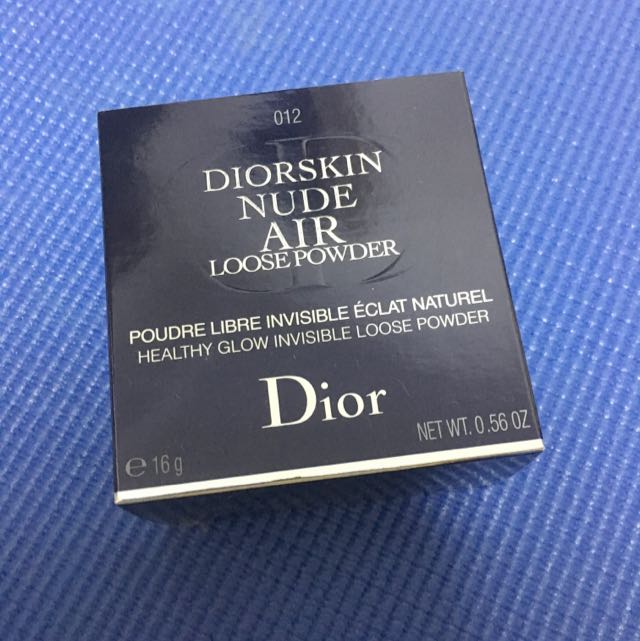 012
DIORSKIN
NUDE
AIR
LOOSE POWDER
POUDRE LIBRE INVISIBLE ÉCLAT NATUREL
HEALTHY GLOW INVISIBLE LOOSE POWDER
Dior
℮ 16 g
NET WT. 0.56 OZ